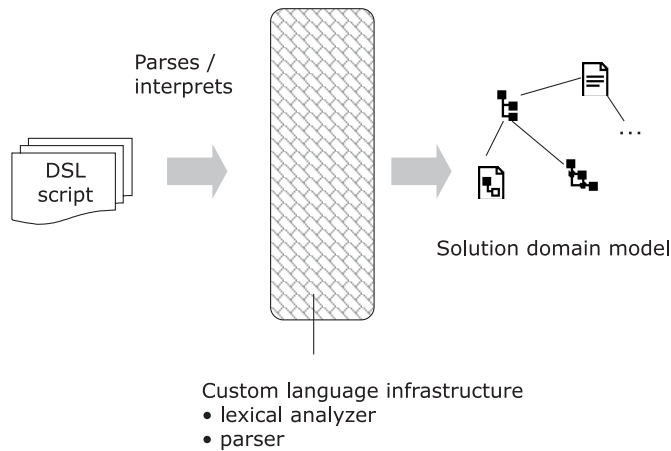 Parses /
interprets
DSL
script
...
Solution domain model
Custom language infrastructure
• lexical analyzer
• parser